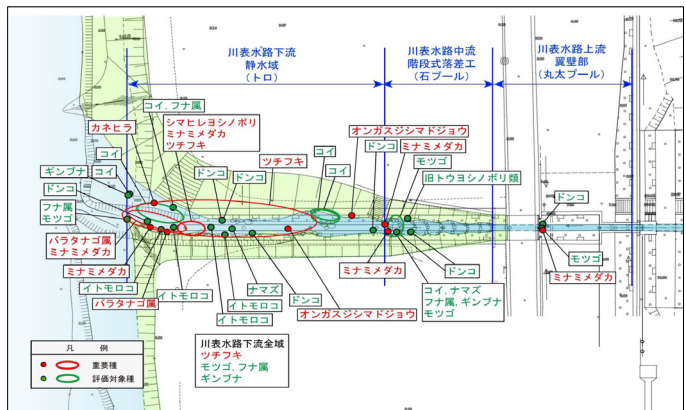 川表水路下流
静水域
(トロ)
川表水路中流
階段式落差工
(石プール)
川表水路上流
翼壁部
(丸太プール)
コイ, フナ属
カネヒラ
シマヒレヨシノボリ
ミナミメダカ
ツチフキ
コイ
ギンブナ
コイ
ドンコ
フナ属
モツゴ
バラタナゴ属
ミナミメダカ
ミナミメダカ
イトモロコ
バラタナゴ属
ドンコ
ドンコ
ツチフキ
コイ
コイ
オンガスジシマドジョウ
ドンコ
ミナミメダカ
モツゴ
旧トウヨシノボリ類
ドンコ
モツゴ
ミナミメダカ
ナマズ
イトモロコ
イトモロコ
ドンコ
オンガスジシマドジョウ
ミナミメダカ
ドンコ
コイ, ナマズ
フナ属, ギンブナ
モツゴ
川表水路下流全域
ツチフキ
モツゴ, フナ属
ギンブナ
凡 例
重要種
評価対象種